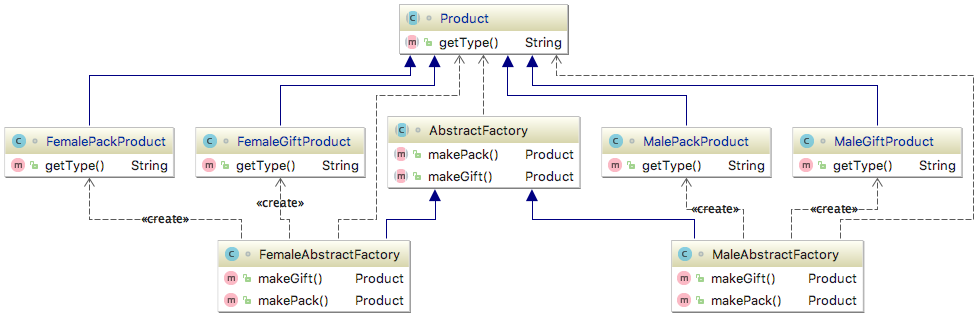 Product
getType() String
FemalePackProduct
getType() String
FemaleGiftProduct
getType() String
AbstractFactory
makePack() Product
makeGift() Product
MalePackProduct
getType() String
MaleGiftProduct
getType() String
«create»
«create»
«create»
«create»
FemaleAbstractFactory
makeGift() Product
makePack() Product
MaleAbstractFactory
makeGift() Product
makePack() Product